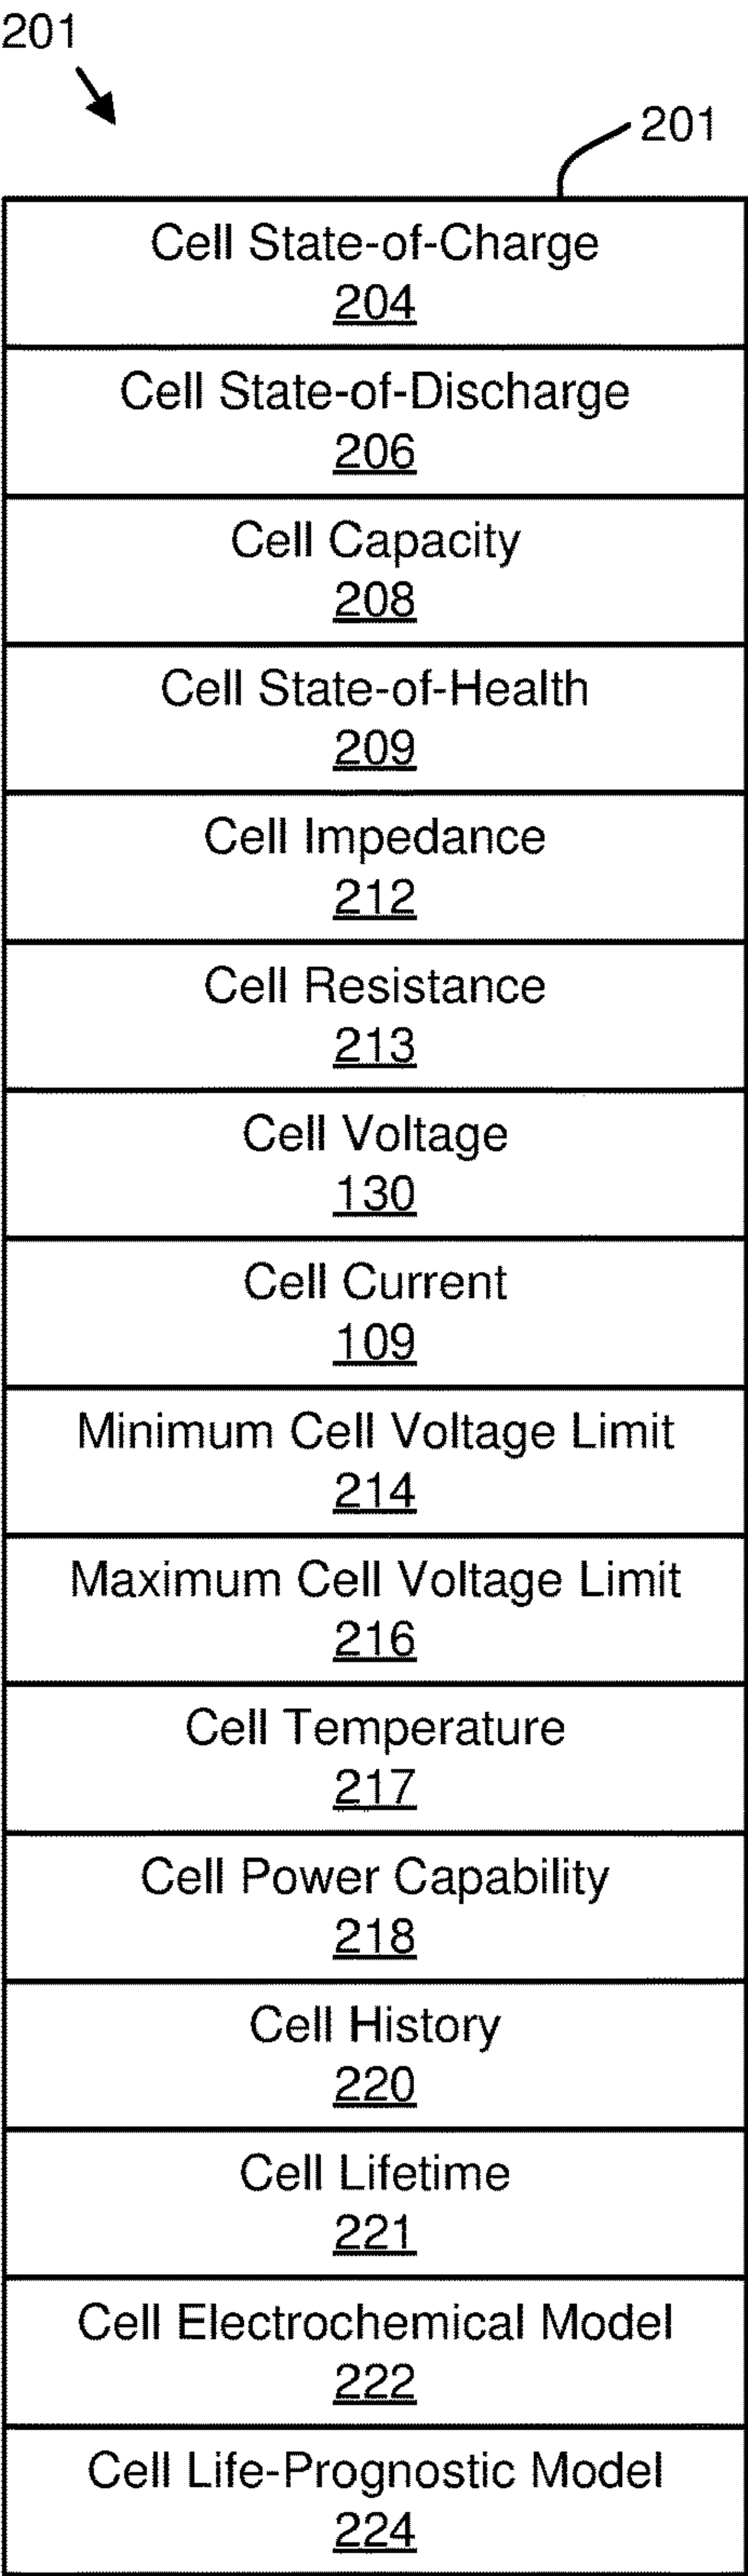 201
201
Cell State-of-Charge
204
Cell State-of-Discharge
206
Cell Capacity
208
Cell State-of-Health
209
Cell Impedance
212
Cell Resistance
213
Cell Voltage
130
Cell Current
109
Minimum Cell Voltage Limit
214
Maximum Cell Voltage Limit
216
Cell Temperature
217
Cell Power Capability
218
Cell History
220
Cell Lifetime
221
Cell Electrochemical Model
222
Cell Life-Prognostic Model
224